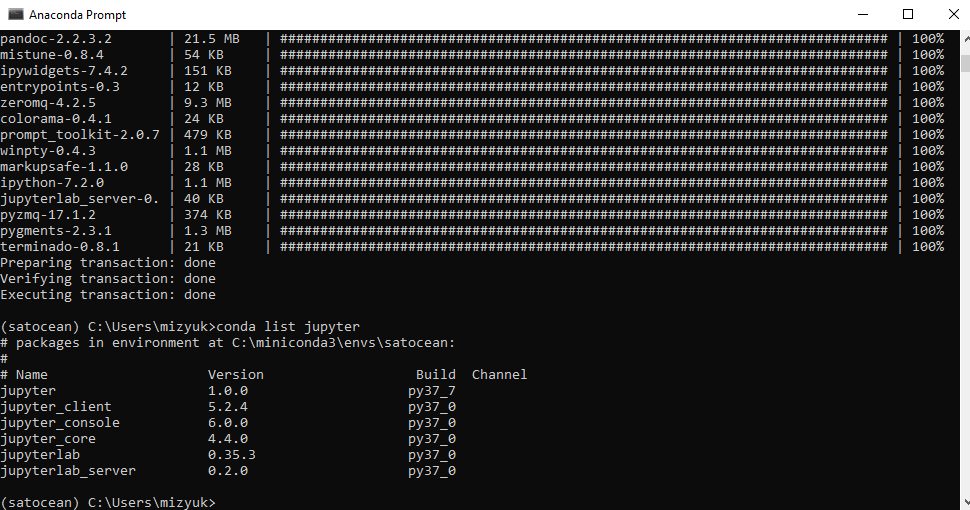 Anaconda Prompt
pandoc-2.2.3.2 | 21.5 MB | ############################################################################ | 100%
mistune-0.8.4 | 54 KB | ############################################################################ | 100%
ipywidgets-7.4.2 | 151 KB | ############################################################################ | 100%
entrypoints-0.3 | 12 KB | ############################################################################ | 100%
zeromq-4.2.5 | 9.3 MB | ############################################################################ | 100%
colorama-0.4.1 | 24 KB | ############################################################################ | 100%
prompt_toolkit-2.0.7 | 479 KB | ############################################################################ | 100%
winpty-0.4.3 | 1.1 MB | ############################################################################ | 100%
markupsafe-1.1.0 | 28 KB | ############################################################################ | 100%
ipython-7.2.0 | 1.1 MB | ############################################################################ | 100%
jupyterlab_server-0. | 40 KB | ############################################################################ | 100%
pyzmq-17.1.2 | 374 KB | ############################################################################ | 100%
pygments-2.3.1 | 1.3 MB | ############################################################################ | 100%
terminado-0.8.1 | 21 KB | ############################################################################ | 100%
Preparing transaction: done
Verifying transaction: done
Executing transaction: done
(satocean) C:\Users\mizyuk>conda list jupyter
# packages in environment at C:\miniconda3\envs\satocean:
#
# Name Version Build Channel
jupyter 1.0.0 py37_7
jupyter_client 5.2.4 py37_0
jupyter_console 6.0.0 py37_0
jupyter_core 4.4.0 py37_0
jupyterlab 0.35.3 py37_0
jupyterlab_server 0.2.0 py37_0
(satocean) C:\Users\mizyuk>